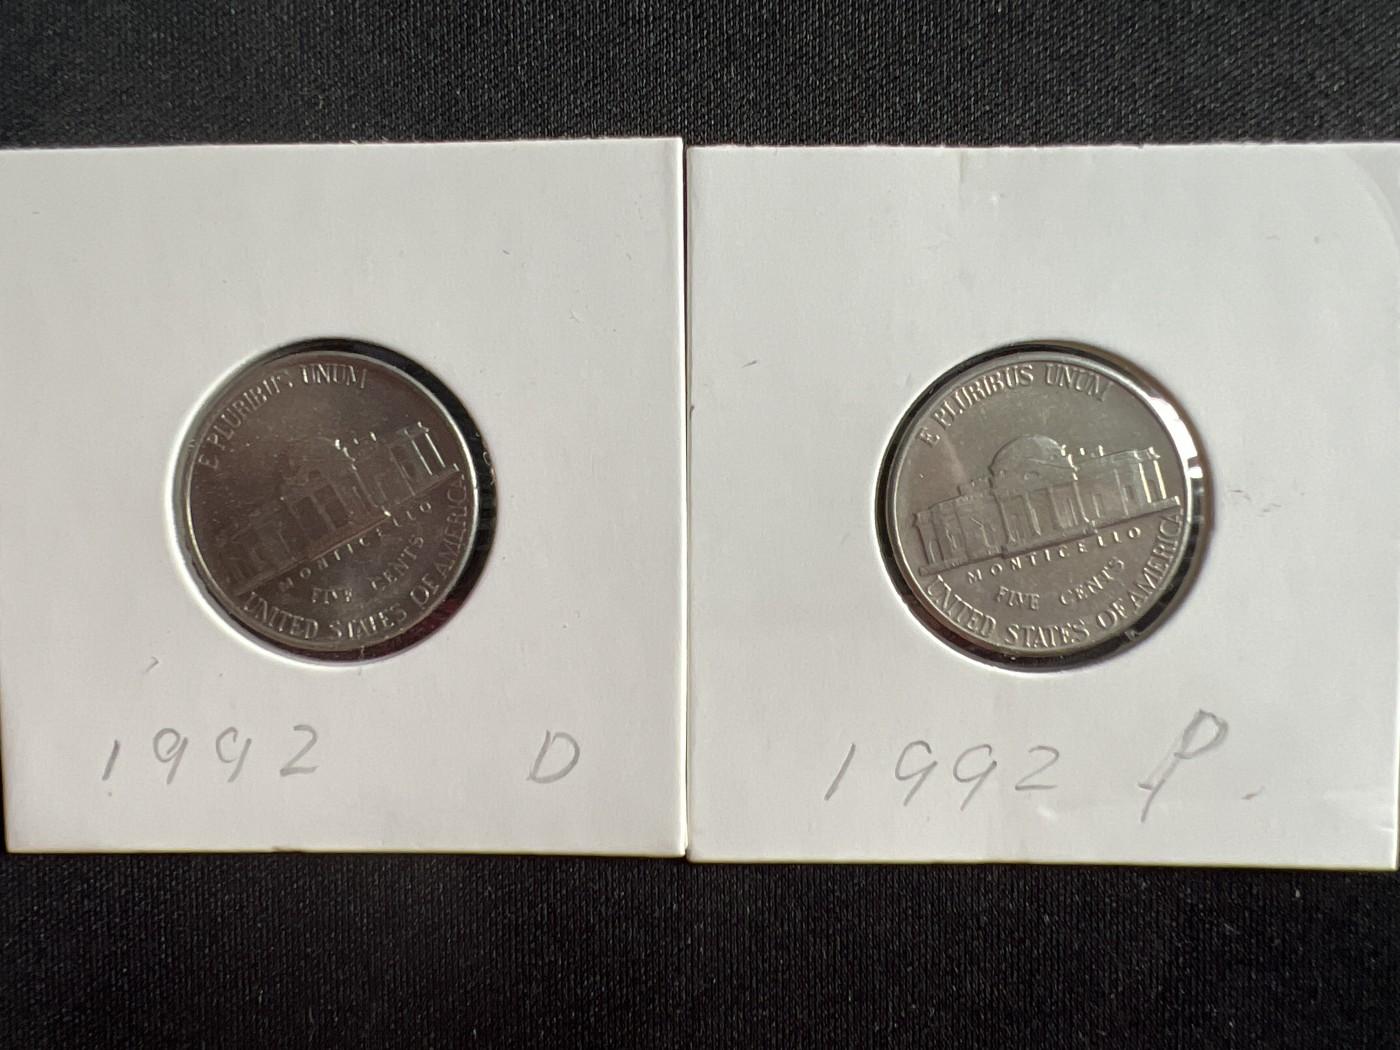 E PLURIBUS UNUM
MONTICELLO
FIVE CENTS
UNITED STATES OF AMERICA
1992 D
E PLURIBUS UNUM
MONTICELLO
FIVE CENTS
UNITED STATES OF AMERICA
1992 P.